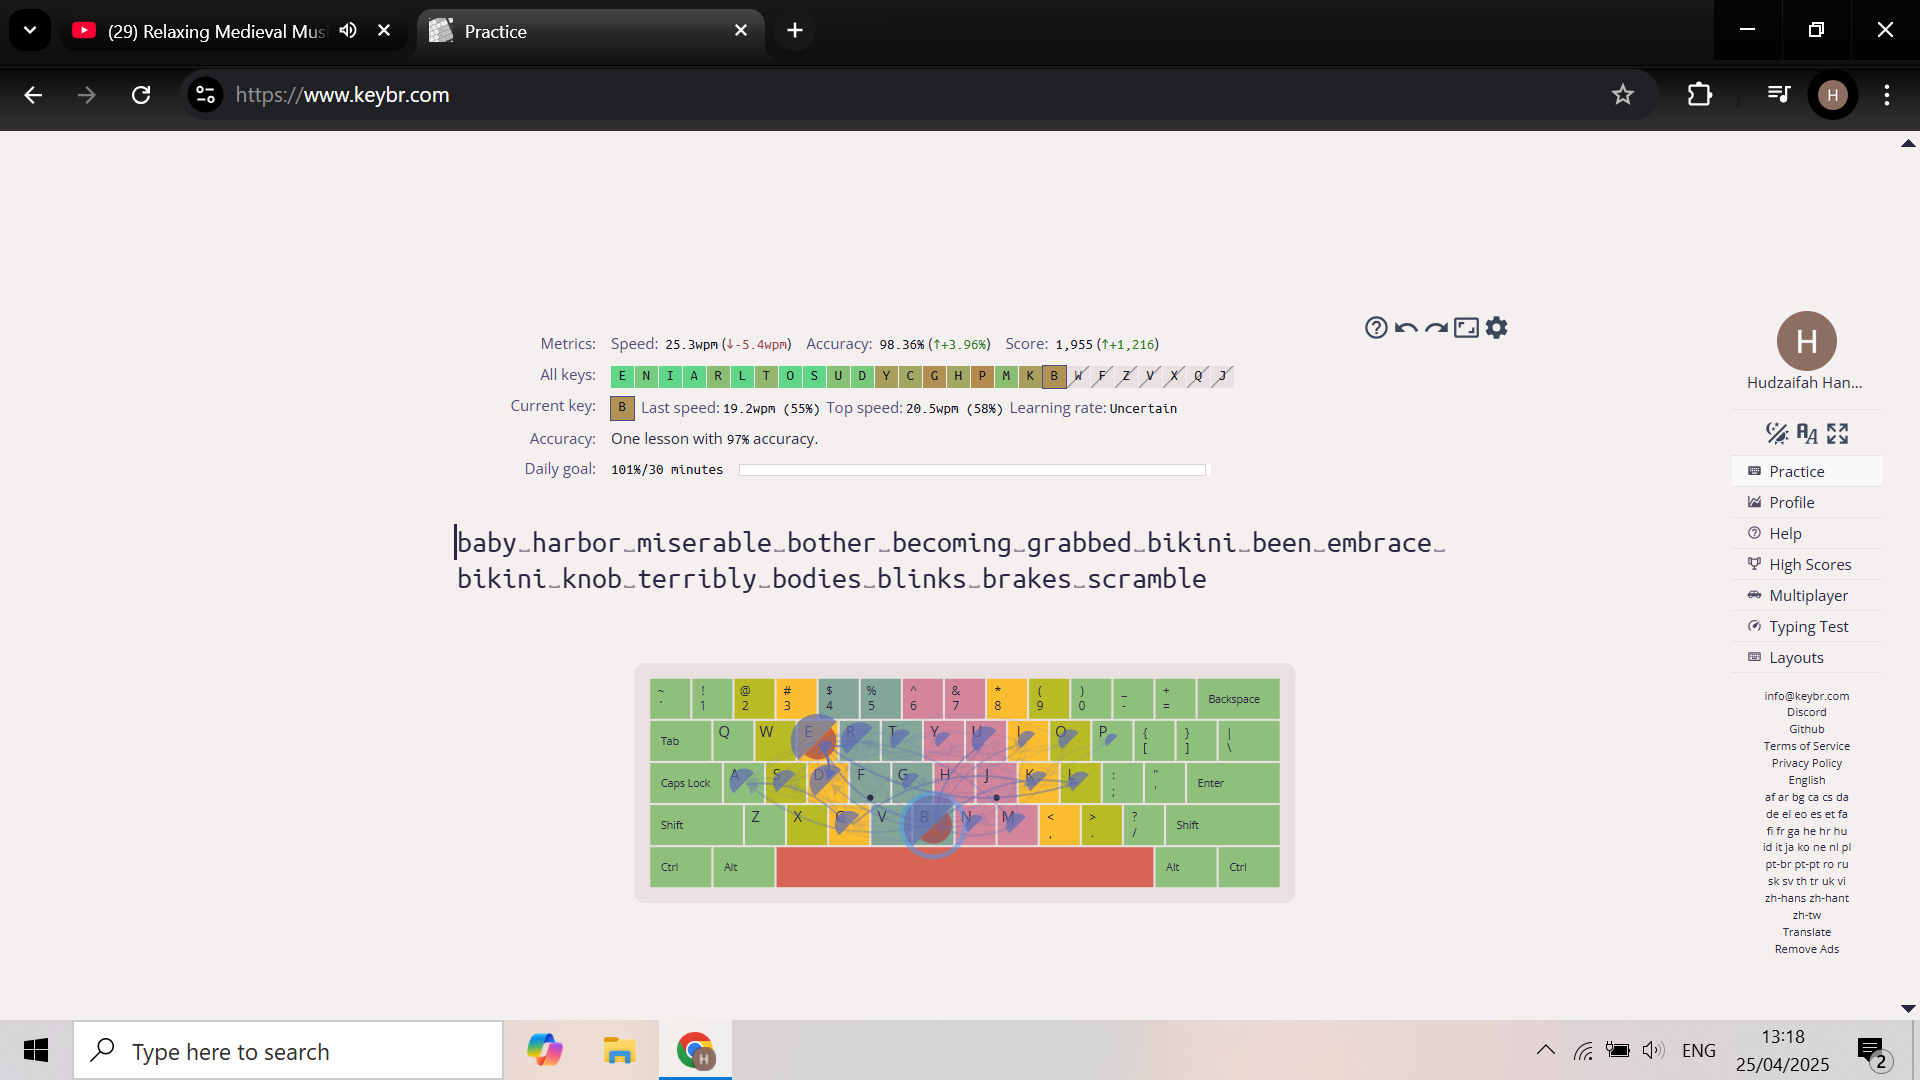 (29) Relaxing Medieval Mus
Practice
https://www.keybr.com
H
Metrics: Speed: 25.3wpm (↓-5.4wpm) Accuracy: 98.36% (↑+3.96%) Score: 1,955 (↑+1,216)
All keys: E N I A R L T O S U D Y C G H P M K B W F Z V X Q J
Current key: B Last speed: 19.2wpm (55%) Top speed: 20.5wpm (58%) Learning rate: Uncertain
Accuracy: One lesson with 97% accuracy.
Daily goal: 101%/30 minutes
baby harbor miserable bother becoming grabbed bikini been embrace
bikini knob terribly bodies blinks brakes scramble
~ ! @ # $ % ^ & * ( ) _ +
` 1 2 3 4 5 6 7 8 9 0 - = Backspace
Tab Q W E R T Y U I O P { } |
[ ] \
Caps Lock A S D F G H J K L : " Enter
; '
Shift Z X C V B N M < > ? Shift
, . /
Ctrl Alt Alt Ctrl
H
Hudzaifah Han...
Practice
Profile
Help
High Scores
Multiplayer
Typing Test
Layouts
info@keybr.com
Discord
Github
Terms of Service
Privacy Policy
English
af ar bg ca cs da
de el eo es et fa
fi fr ga he hr hu
id it ja ko ne nl pl
pt-br pt-pt ro ru
sk sv th tr uk vi
zh-hans zh-hant
zh-tw
Translate
Remove Ads
Type here to search
H
ENG
13:18
25/04/2025
2